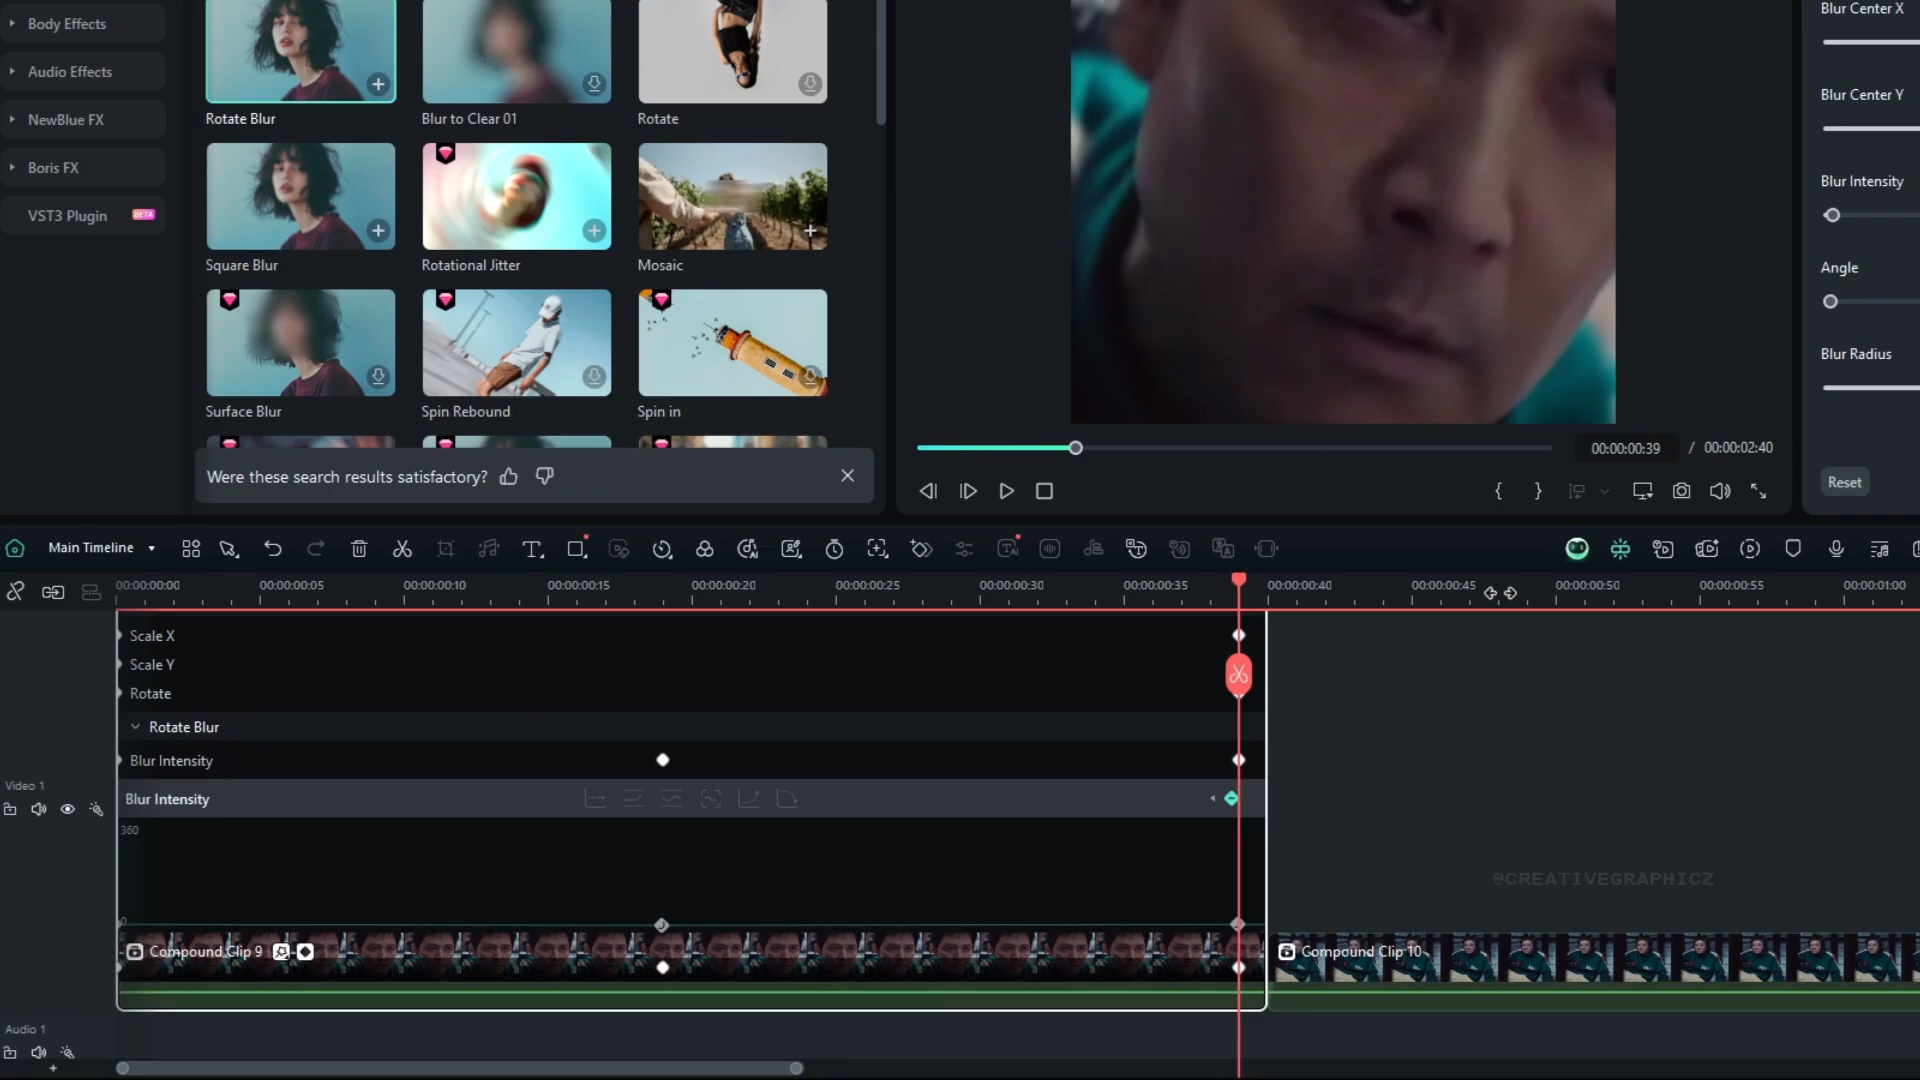 Body Effects
Audio Effects
NewBlue FX
Boris FX
VST3 Plugin BETA
Rotate Blur
Blur to Clear 01
Rotate
Square Blur
Rotational Jitter
Mosaic
Surface Blur
Spin Rebound
Spin in
Were these search results satisfactory?
00:00:00:39 / 00:00:02:40
Blur Center X
Blur Center Y
Blur Intensity
Angle
Blur Radius
Reset
Main Timeline
00:00:00:00
00:00:00:05
00:00:00:10
00:00:00:15
00:00:00:20
00:00:00:25
00:00:00:30
00:00:00:35
00:00:00:40
00:00:00:45
00:00:00:50
00:00:00:55
00:00:01:00
Scale X
Scale Y
Rotate
Rotate Blur
Blur Intensity
Blur Intensity
360
0
Video 1
@CREATIVEGRAPHICZ
Compound Clip 9
Compound Clip 10
Audio 1